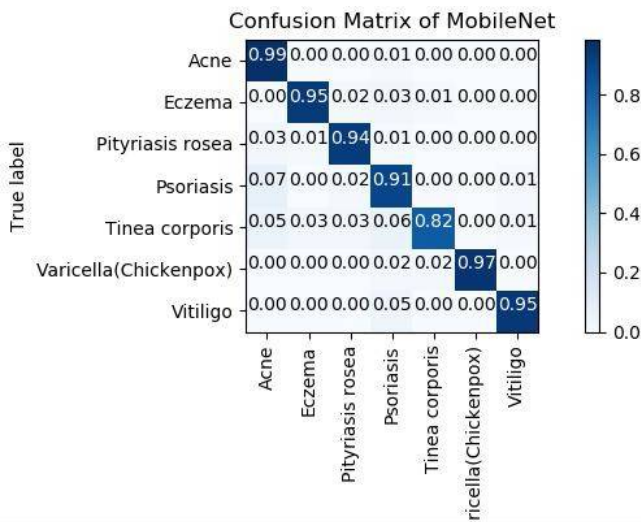 Confusion Matrix of MobileNet
True label
Acne 0.99 0.00 0.00 0.01 0.00 0.00 0.00
Eczema 0.00 0.95 0.02 0.03 0.01 0.00 0.00
Pityriasis rosea 0.03 0.01 0.94 0.01 0.00 0.00 0.00
Psoriasis 0.07 0.00 0.02 0.91 0.00 0.00 0.01
Tinea corporis 0.05 0.03 0.03 0.06 0.82 0.00 0.01
Varicella(Chickenpox) 0.00 0.00 0.00 0.02 0.02 0.97 0.00
Vitiligo 0.00 0.00 0.00 0.05 0.00 0.00 0.95
0.8
0.6
0.4
0.2
0.0
Acne
Eczema
Pityriasis rosea
Psoriasis
Tinea corporis
ricella(Chickenpox)
Vitiligo